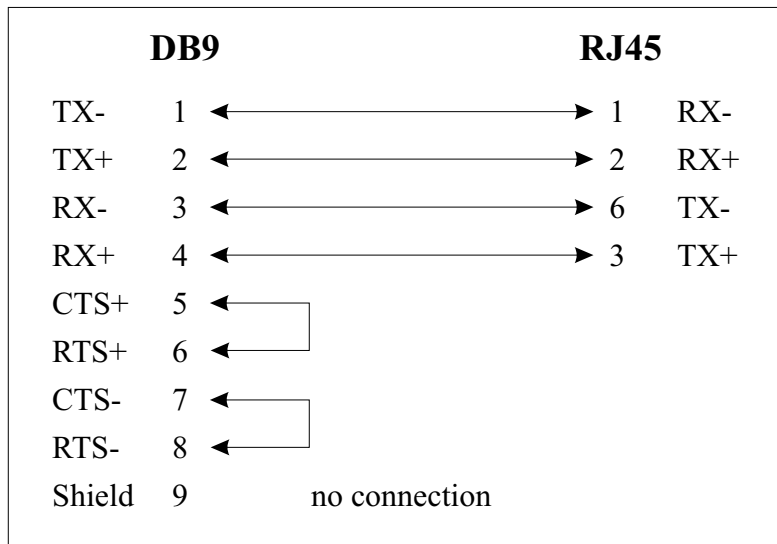 DB9 RJ45
TX- 1 1 RX-
TX+ 2 2 RX+
RX- 3 6 TX-
RX+ 4 3 TX+
CTS+ 5
RTS+ 6
CTS- 7
RTS- 8
Shield 9 no connection